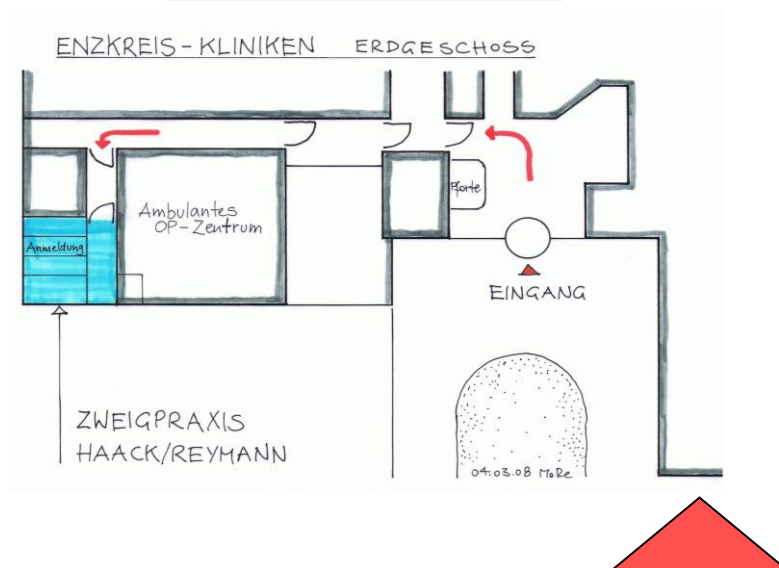 ENZKREIS-KLINIKEN ERDGESCHOSS
Pforte
Ambulantes
OP-Zentrum
Anmeldung
EINGANG
ZWEIGPRAXIS
HAACK/REYMANN
04.03.08 MoRe